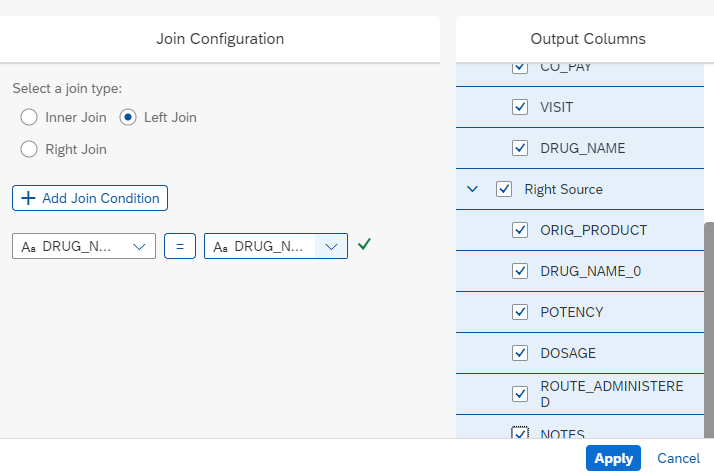 Join Configuration
Select a join type:
Inner Join
Left Join
Right Join
+ Add Join Condition
Aa DRUG_N...
=
Aa DRUG_N...
Output Columns
CO_PAY
VISIT
DRUG_NAME
Right Source
ORIG_PRODUCT
DRUG_NAME_0
POTENCY
DOSAGE
ROUTE_ADMINISTERE
D
NOTES
Apply
Cancel